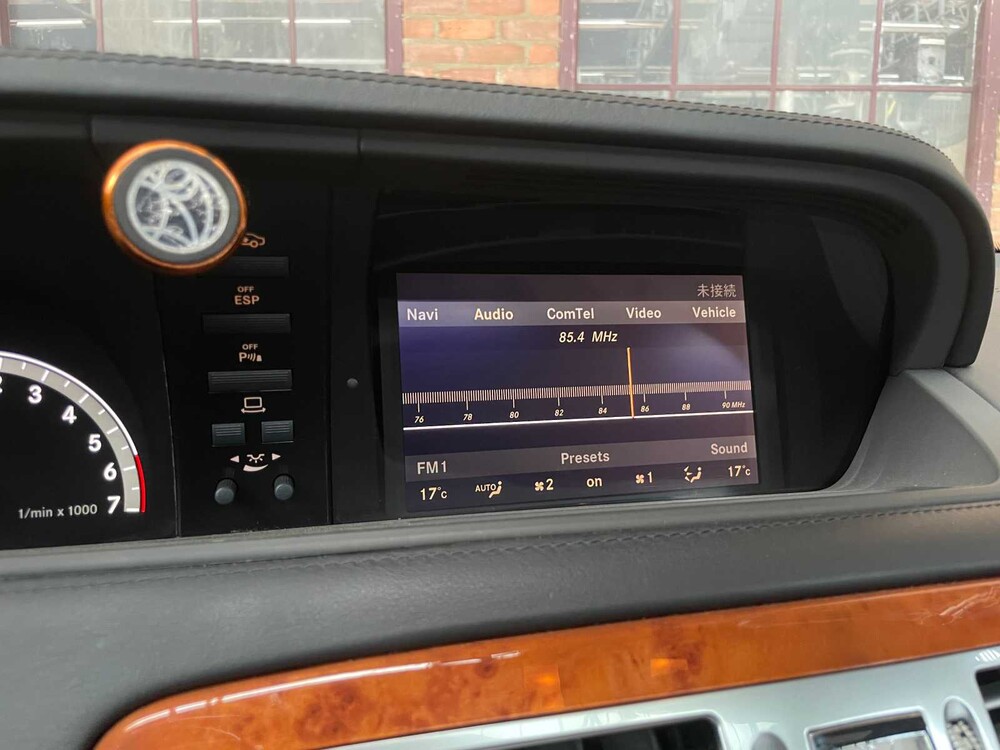 OFF
ESP
OFF
P
3
4
5
6
7
1/min x 1000
未接続
Navi Audio ComTel Video Vehicle
85.4 MHz
76 78 80 82 84 86 88 90 MHz
FM1 Presets Sound
17°C AUTO 2 on 1 17°C